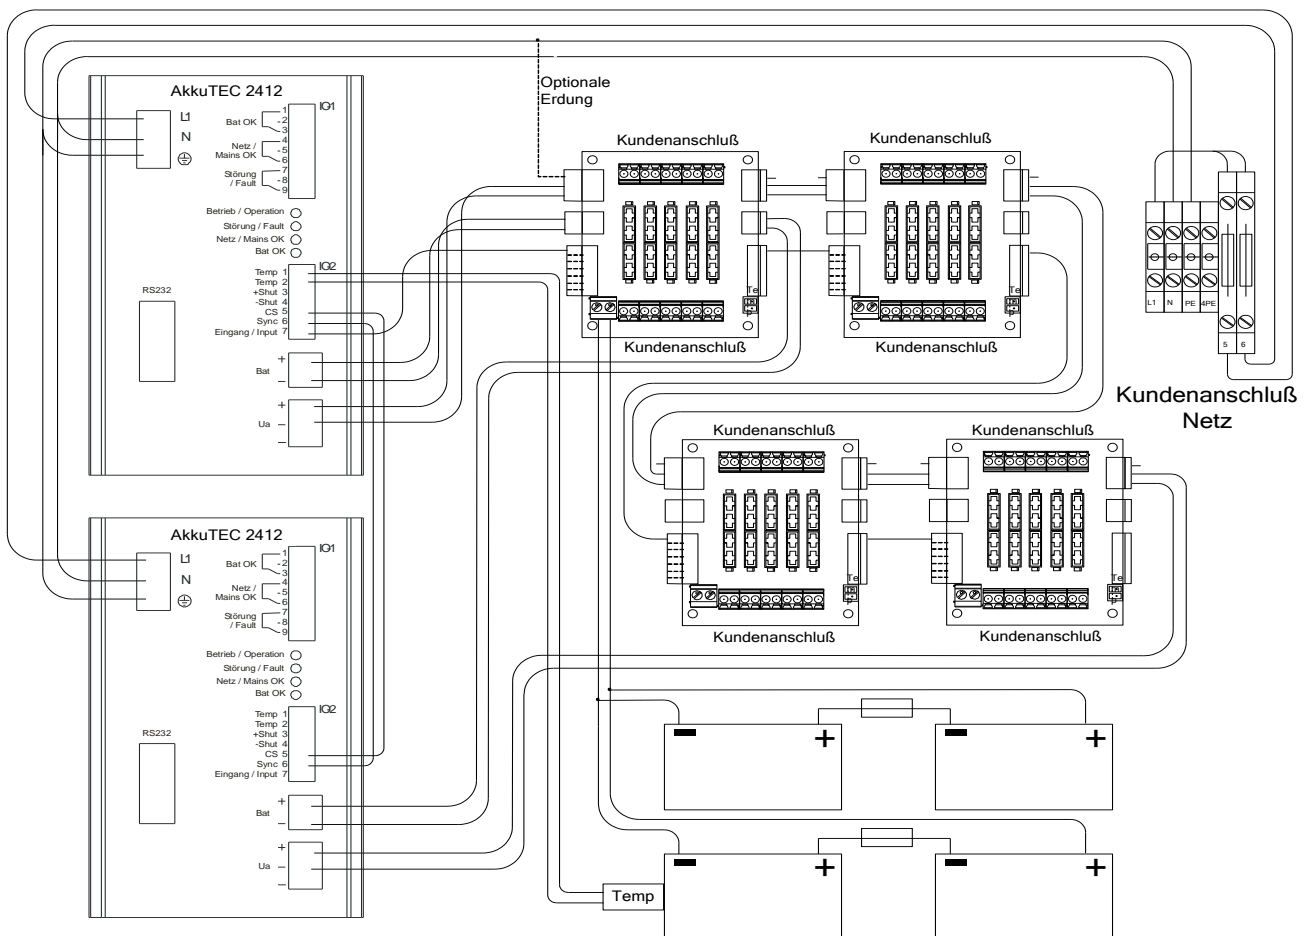 Optionale
Erdung
AkkuTEC 2412
L1
N
IG1
Bat OK
1
- 2
3
Netz /
Mains OK
4
- 5
6
Störung
/ Fault
7
- 8
9
Betrieb / Operation
Störung / Fault
Netz / Mains OK
Bat OK
IG2
Temp 1
Temp 2
+Shut 3
-Shut 4
CS 5
Sync 6
Eingang / Input 7
RS232
+
Bat
–
+
Ua –
–
Kundenanschluß
Kundenanschluß
Te
P
Te
P
Kundenanschluß
Kundenanschluß
L1
N
PE
4PE
5
6
Kundenanschluß
Netz
Kundenanschluß
Kundenanschluß
Te
P
Te
P
Kundenanschluß
Kundenanschluß
AkkuTEC 2412
L1
N
IG1
Bat OK
1
- 2
3
Netz /
Mains OK
4
- 5
6
Störung
/ Fault
7
- 8
9
Betrieb / Operation
Störung / Fault
Netz / Mains OK
Bat OK
IG2
Temp 1
Temp 2
+Shut 3
-Shut 4
CS 5
Sync 6
Eingang / Input 7
RS232
+
Bat
–
+
Ua –
–
– +
– +
– +
– +
Temp